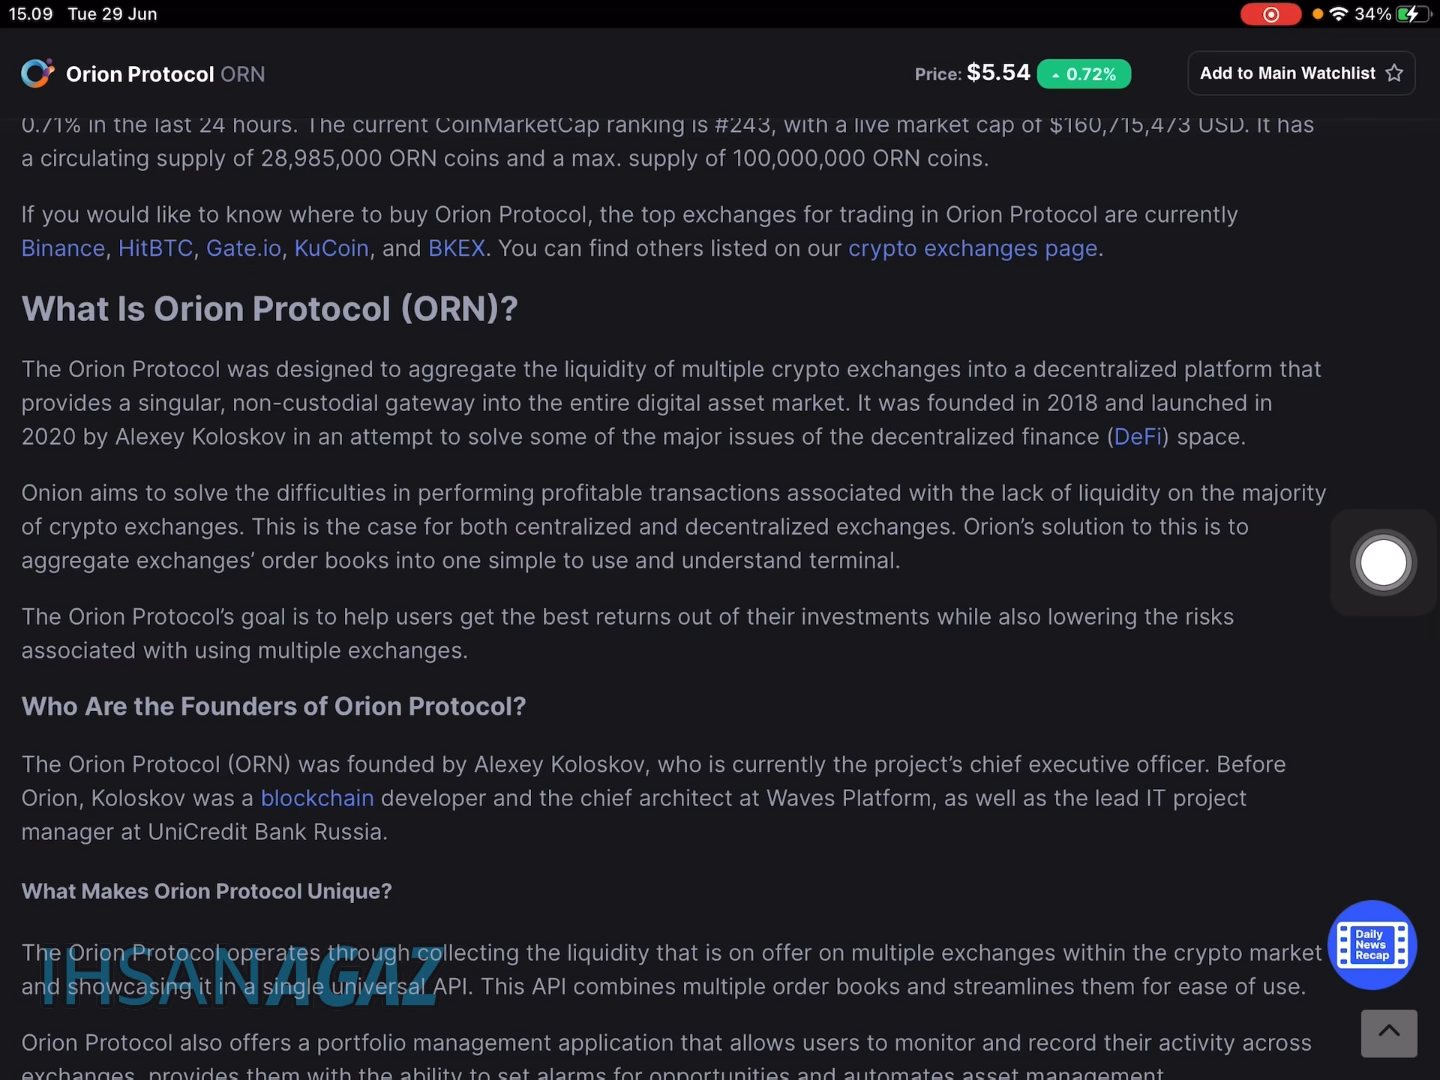 15.09 Tue 29 Jun
34%
Orion Protocol ORN
Price: $5.54 0.72%
Add to Main Watchlist
0.71% in the last 24 hours. The current CoinMarketCap ranking is #243, with a live market cap of $160,715,473 USD. It has
a circulating supply of 28,985,000 ORN coins and a max. supply of 100,000,000 ORN coins.
If you would like to know where to buy Orion Protocol, the top exchanges for trading in Orion Protocol are currently
Binance, HitBTC, Gate.io, KuCoin, and BKEX. You can find others listed on our crypto exchanges page.
What Is Orion Protocol (ORN)?
The Orion Protocol was designed to aggregate the liquidity of multiple crypto exchanges into a decentralized platform that
provides a singular, non-custodial gateway into the entire digital asset market. It was founded in 2018 and launched in
2020 by Alexey Koloskov in an attempt to solve some of the major issues of the decentralized finance (DeFi) space.
Onion aims to solve the difficulties in performing profitable transactions associated with the lack of liquidity on the majority
of crypto exchanges. This is the case for both centralized and decentralized exchanges. Orion’s solution to this is to
aggregate exchanges’ order books into one simple to use and understand terminal.
The Orion Protocol’s goal is to help users get the best returns out of their investments while also lowering the risks
associated with using multiple exchanges.
Who Are the Founders of Orion Protocol?
The Orion Protocol (ORN) was founded by Alexey Koloskov, who is currently the project’s chief executive officer. Before
Orion, Koloskov was a blockchain developer and the chief architect at Waves Platform, as well as the lead IT project
manager at UniCredit Bank Russia.
What Makes Orion Protocol Unique?
The Orion Protocol operates through collecting the liquidity that is on offer on multiple exchanges within the crypto market
and showcasing it in a single universal API. This API combines multiple order books and streamlines them for ease of use.
IHSANAGAZ
Daily
News
Recap
Orion Protocol also offers a portfolio management application that allows users to monitor and record their activity across
exchanges, provides them with the ability to set alarms for opportunities and automates asset management.